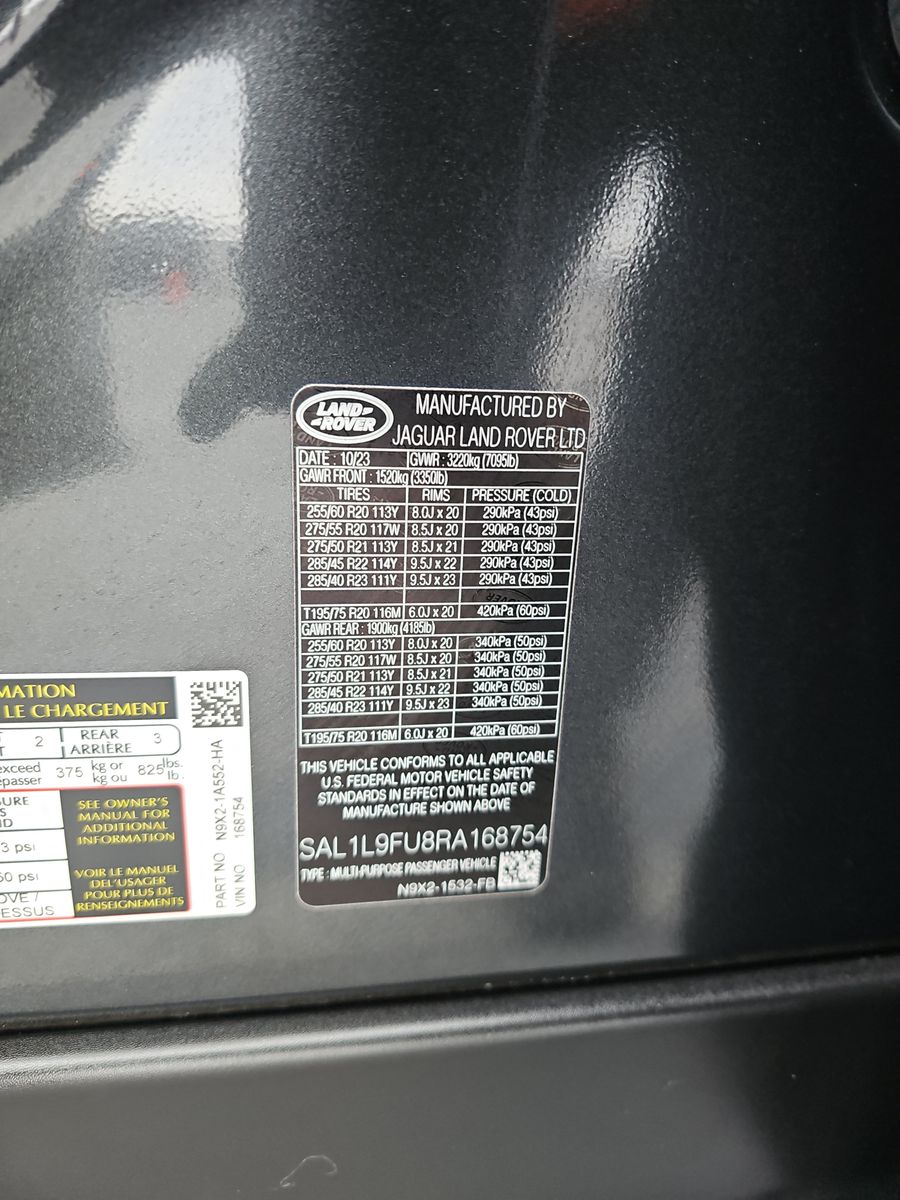 LAND-
-ROVER
MANUFACTURED BY
JAGUAR LAND ROVER LTD
DATE : 10/23 GVWR : 3220kg (7095lb)
GAWR FRONT : 1520kg (3350lb)
TIRES RIMS PRESSURE (COLD)
255/60 R20 113Y 8.0J x 20 290kPa (43psi)
275/55 R20 117W 8.5J x 20 290kPa (43psi)
275/50 R21 113Y 8.5J x 21 290kPa (43psi)
285/45 R22 114Y 9.5J x 22 290kPa (43psi)
285/40 R23 111Y 9.5J x 23 290kPa (43psi)
T195/75 R20 116M 6.0J x 20 420kPa (60psi)
GAWR REAR : 1900kg (4185lb)
255/60 R20 113Y 8.0J x 20 340kPa (50psi)
275/55 R20 117W 8.5J x 20 340kPa (50psi)
275/50 R21 113Y 8.5J x 21 340kPa (50psi)
285/45 R22 114Y 9.5J x 22 340kPa (50psi)
285/40 R23 111Y 9.5J x 23 340kPa (50psi)
T195/75 R20 116M 6.0J x 20 420kPa (60psi)
THIS VEHICLE CONFORMS TO ALL APPLICABLE
U.S. FEDERAL MOTOR VEHICLE SAFETY
STANDARDS IN EFFECT ON THE DATE OF
MANUFACTURE SHOWN ABOVE
SAL1L9FU8RA168754
TYPE : MULTI-PURPOSE PASSENGER VEHICLE
N9X2-1532-FB
MATION
LE CHARGEMENT
T 2 REAR 3
ARRIÈRE
exceed 375 kg or 825 lbs.
epasser kg ou lb.
SURE
S
D
3 psi
60 psi
OVE /
ESSUS
SEE OWNER'S
MANUAL FOR
ADDITIONAL
INFORMATION
VOIR LE MANUEL
DEL'USAGER
POUR PLUS DE
RENSEIGNEMENTS
PART NO N9X2-1A552-HA
VIN NO 168754